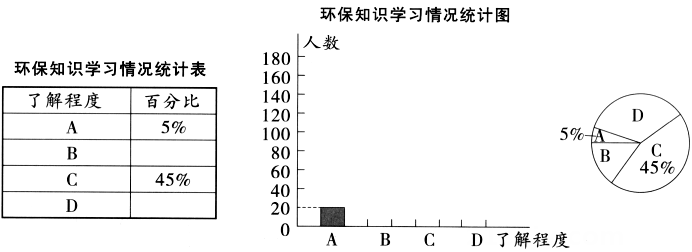 环保知识学习情况统计表
了解程度 百分比
A 5%
B
C 45%
D
环保知识学习情况统计图
人数
180
160
140
120
100
80
60
40
20
0
A B C D 了解程度
D
5% A
B C
45%